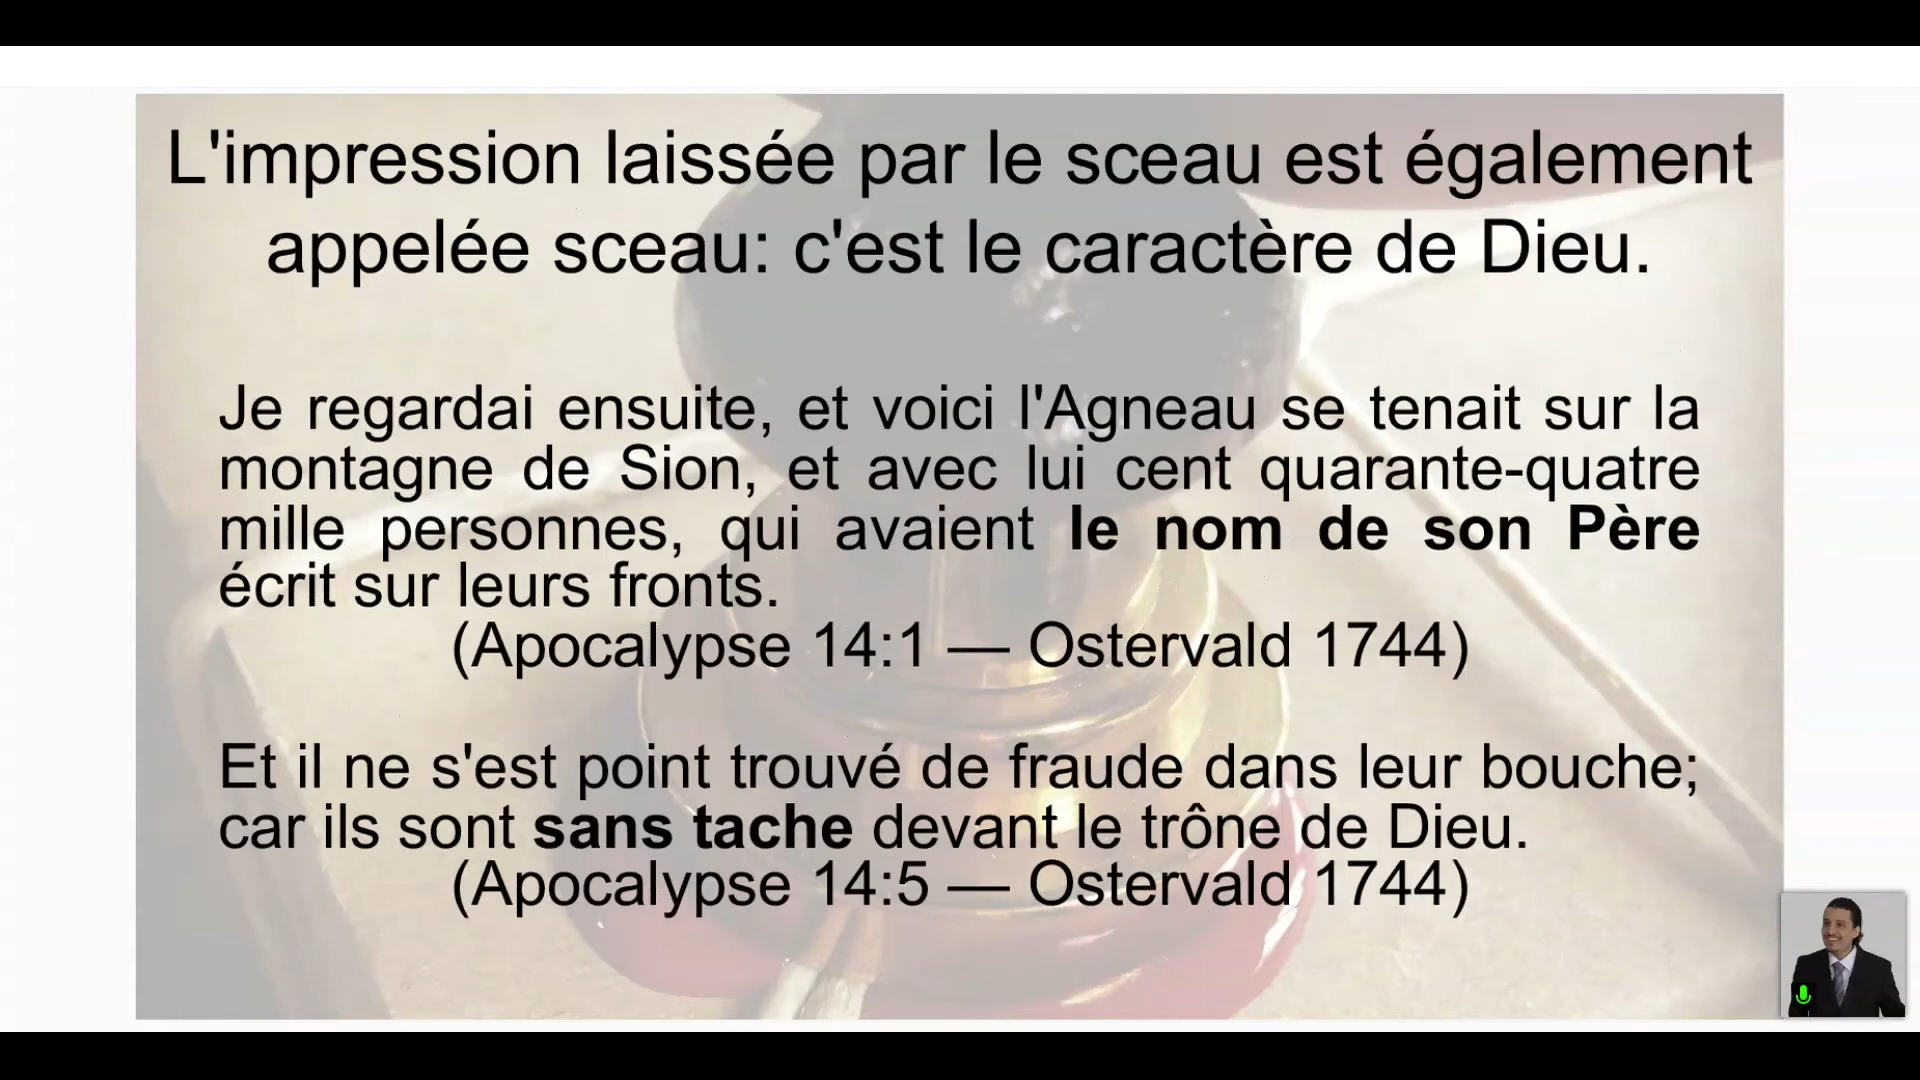 L'impression laissée par le sceau est également
appelée sceau: c'est le caractère de Dieu.
Je regardai ensuite, et voici l'Agneau se tenait sur la
montagne de Sion, et avec lui cent quarante-quatre
mille personnes, qui avaient le nom de son Père
écrit sur leurs fronts.
(Apocalypse 14:1 — Ostervald 1744)
Et il ne s'est point trouvé de fraude dans leur bouche;
car ils sont sans tache devant le trône de Dieu.
(Apocalypse 14:5 — Ostervald 1744)